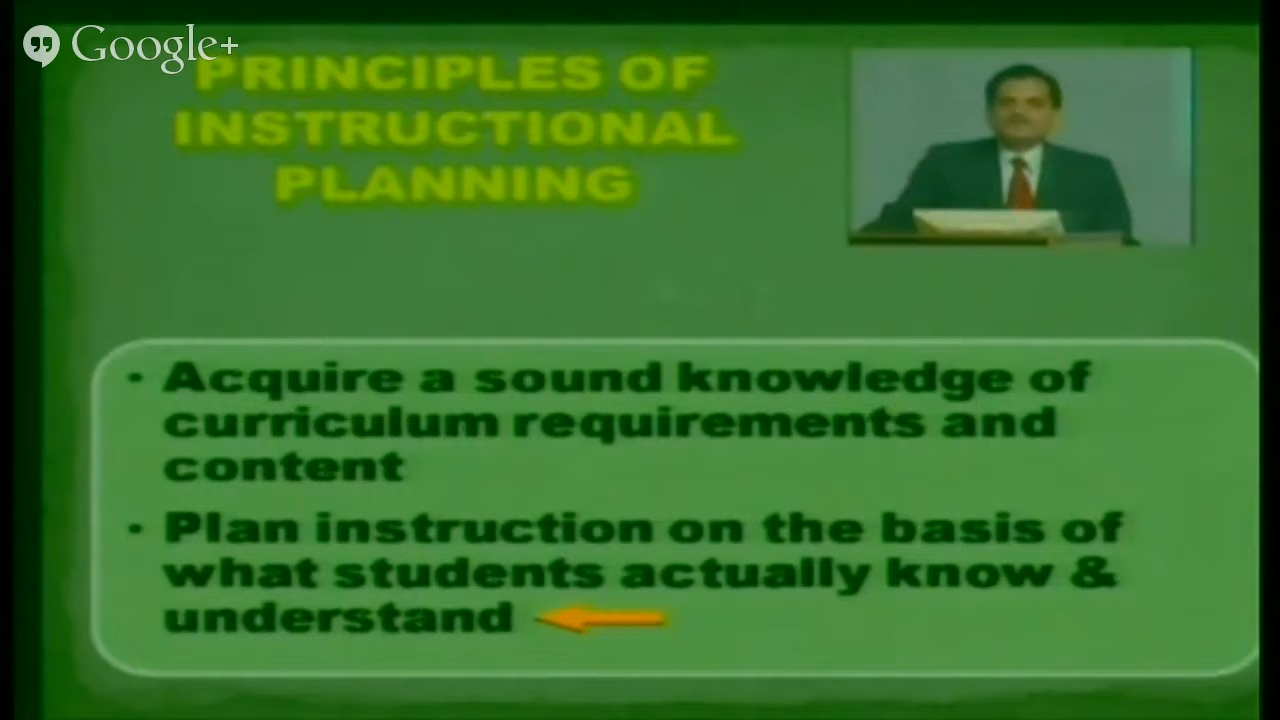 Google+
PRINCIPLES OF
INSTRUCTIONAL
PLANNING
• Acquire a sound knowledge of
curriculum requirements and
content
• Plan instruction on the basis of
what students actually know &
understand